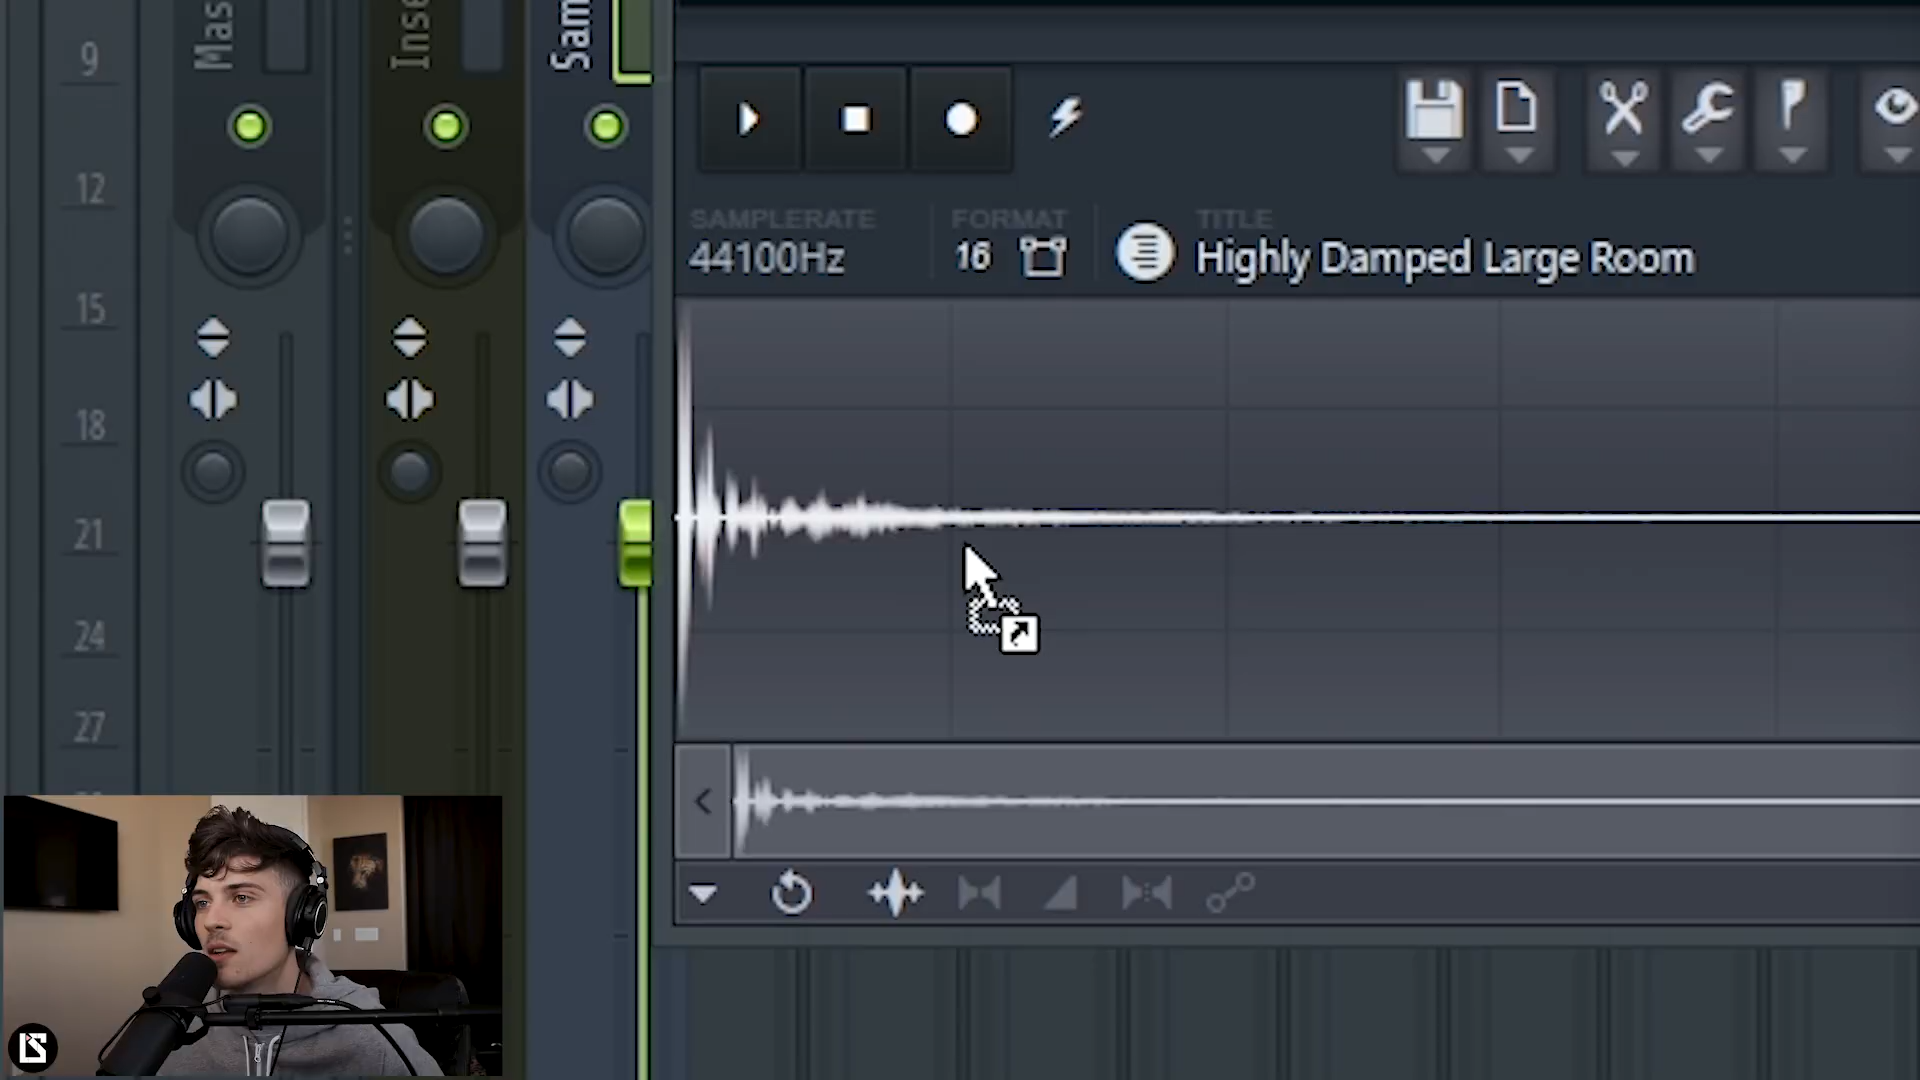 Mas
Inse
Sam
9
12
15
18
21
24
27
SAMPLERATE
44100Hz
FORMAT
16
TITLE
Highly Damped Large Room
LS